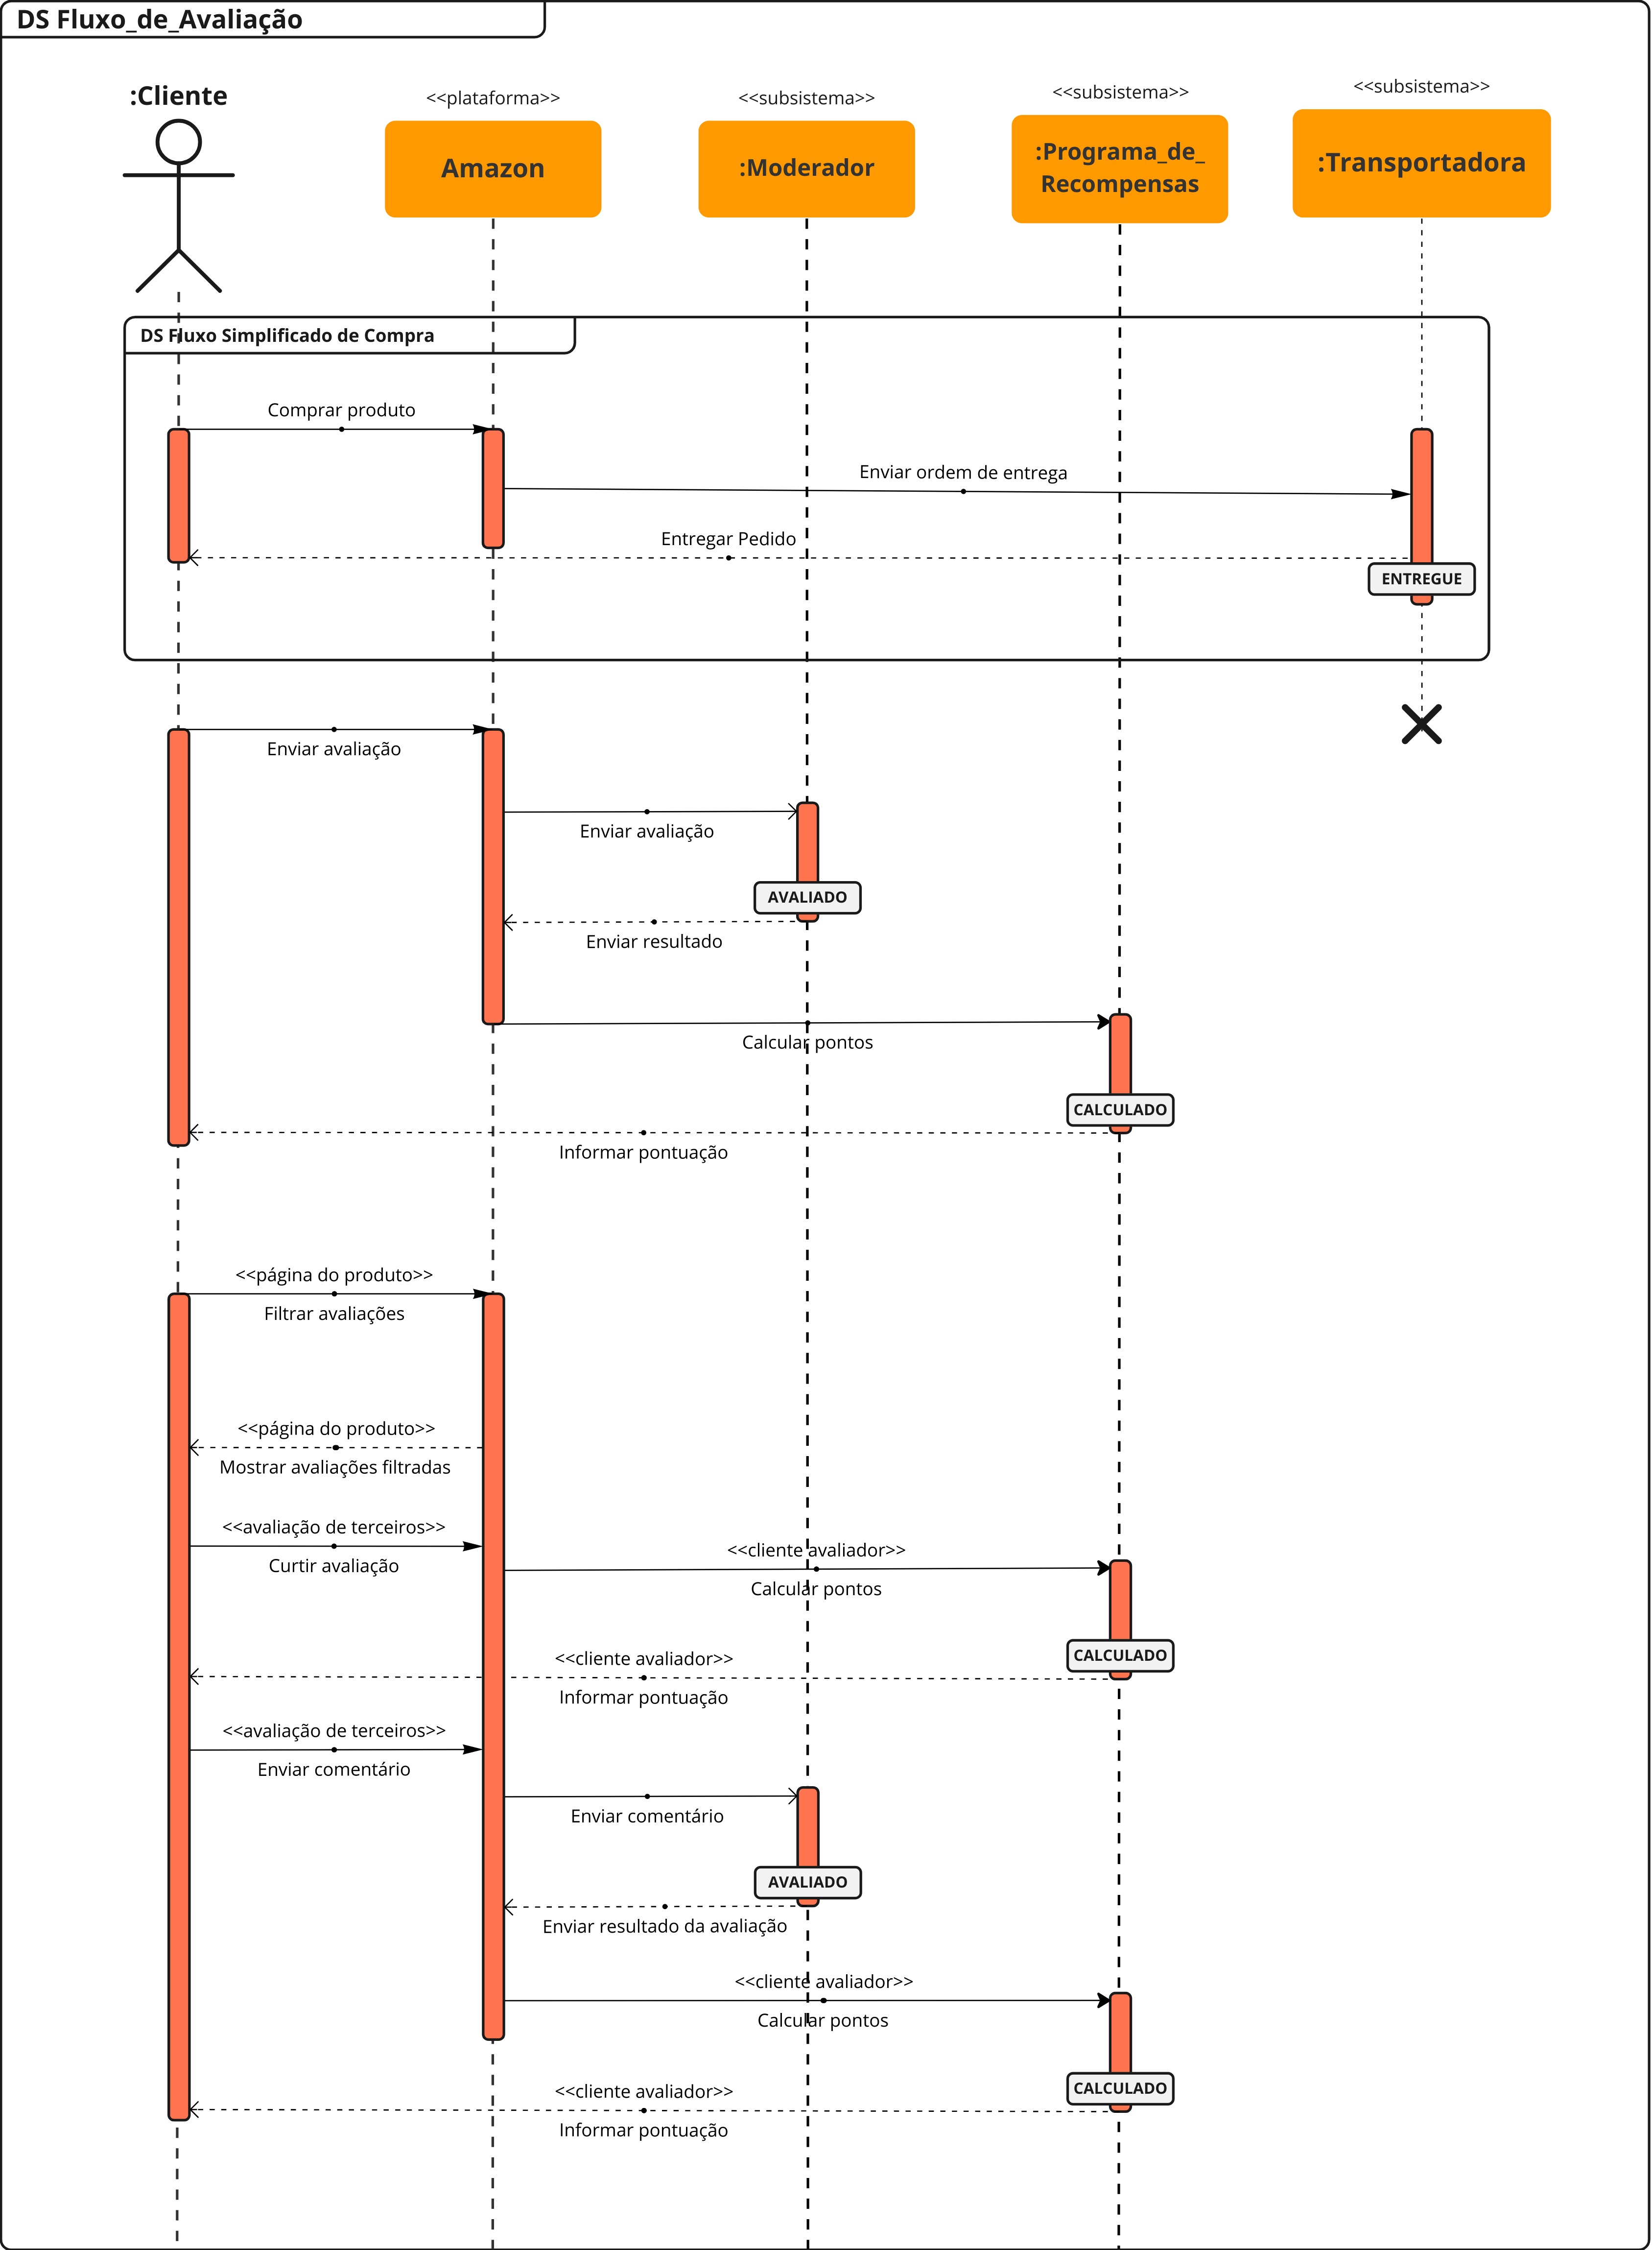 DS Fluxo_de_Avaliação
:Cliente
<<plataforma>>
<<subsistema>>
<<subsistema>>
<<subsistema>>
Amazon
:Moderador
:Programa_de_
Recompensas
:Transportadora
DS Fluxo Simplificado de Compra
Comprar produto
Enviar ordem de entrega
Entregar Pedido
ENTREGUE
Enviar avaliação
Enviar avaliação
AVALIADO
Enviar resultado
Calcular pontos
CALCULADO
Informar pontuação
<<página do produto>>
Filtrar avaliações
<<página do produto>>
Mostrar avaliações filtradas
<<avaliação de terceiros>>
Curtir avaliação
<<cliente avaliador>>
Calcular pontos
CALCULADO
<<cliente avaliador>>
Informar pontuação
<<avaliação de terceiros>>
Enviar comentário
Enviar comentário
AVALIADO
Enviar resultado da avaliação
<<cliente avaliador>>
Calcular pontos
CALCULADO
<<cliente avaliador>>
Informar pontuação